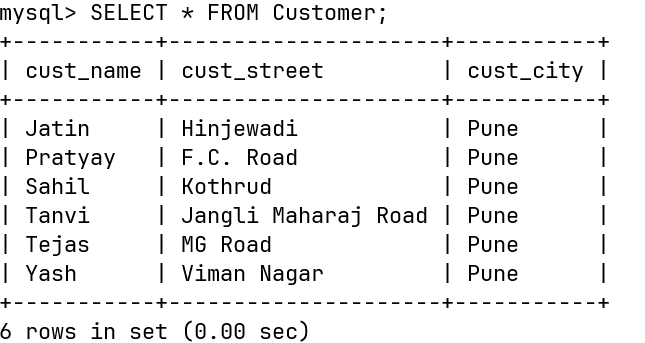 mysql> SELECT * FROM Customer;
+-----------+---------------------+-----------+
| cust_name | cust_street         | cust_city |
+-----------+---------------------+-----------+
| Jatin     | Hinjewadi           | Pune      |
| Pratyay   | F.C. Road           | Pune      |
| Sahil     | Kothrud             | Pune      |
| Tanvi     | Jangli Maharaj Road | Pune      |
| Tejas     | MG Road             | Pune      |
| Yash      | Viman Nagar         | Pune      |
+-----------+---------------------+-----------+
6 rows in set (0.00 sec)